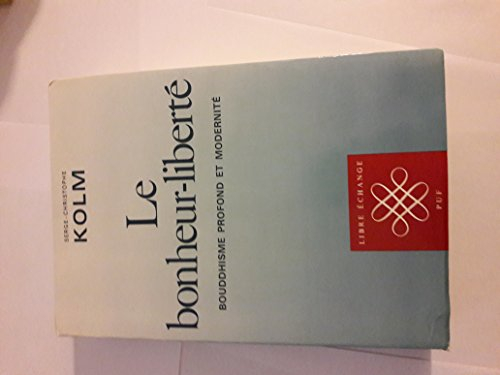 SERGE-CHRISTOPHE
KOLM
Le
bonheur-liberté
BOUDDHISME PROFOND ET MODERNITÉ
LIBRE ÉCHANGE
PUF